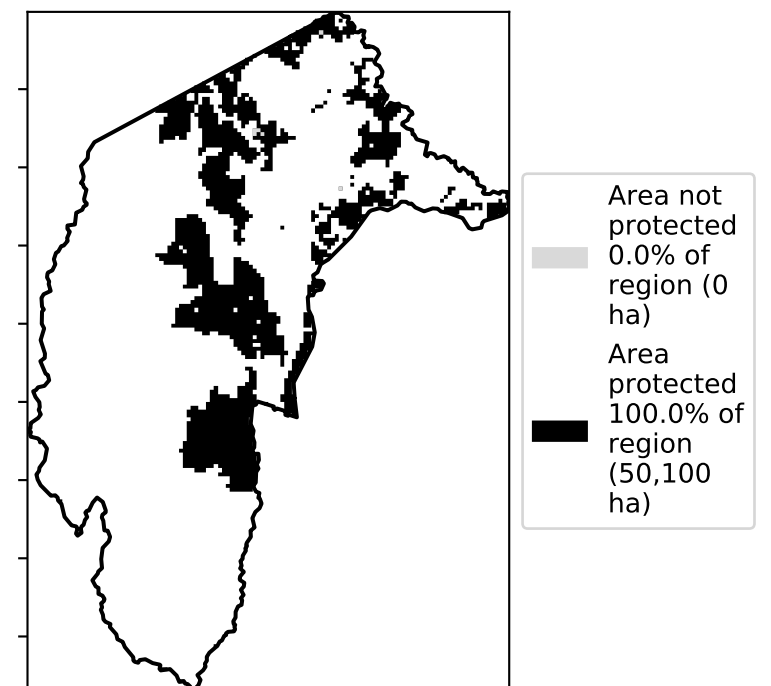 Area not
protected
0.0% of
region (0
ha)
Area
protected
100.0% of
region
(50,100
ha)